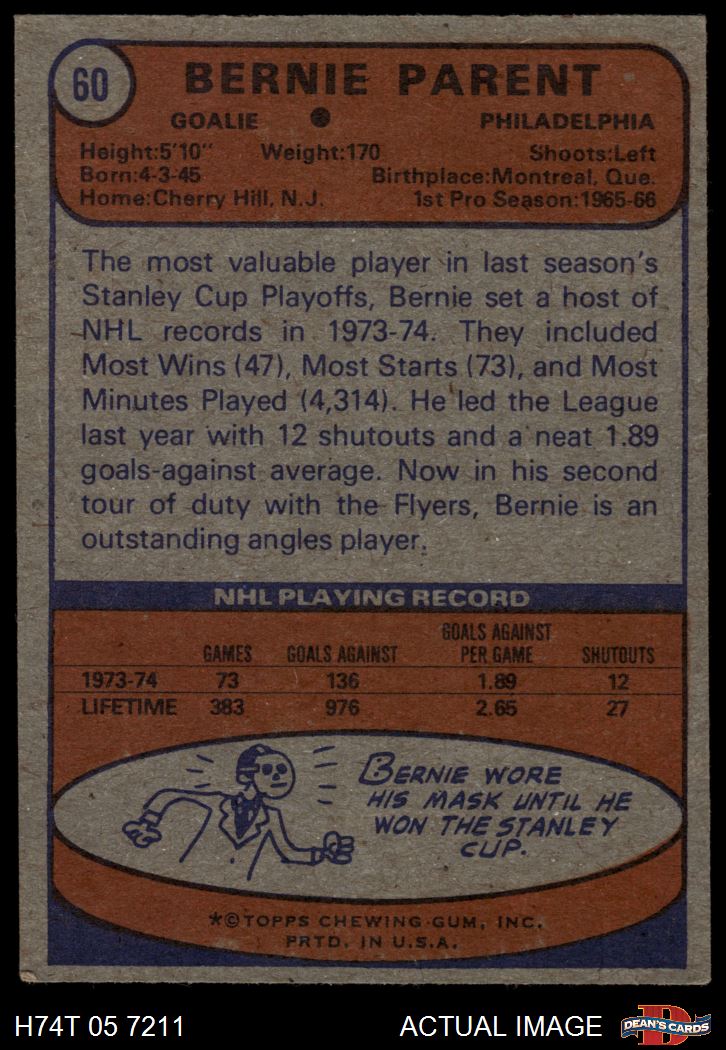 60
BERNIE PARENT
GOALIE ● PHILADELPHIA
Height:5'10" Weight:170 Shoots:Left
Born:4-3-45 Birthplace:Montreal, Que.
Home:Cherry Hill, N.J. 1st Pro Season:1965-66
The most valuable player in last season's
Stanley Cup Playoffs, Bernie set a host of
NHL records in 1973-74. They included
Most Wins (47), Most Starts (73), and Most
Minutes Played (4,314). He led the League
last year with 12 shutouts and a neat 1.89
goals-against average. Now in his second
tour of duty with the Flyers, Bernie is an
outstanding angles player.
NHL PLAYING RECORD
GOALS AGAINST
GAMES GOALS AGAINST PER GAME SHUTOUTS
1973-74 73 136 1.89 12
LIFETIME 383 976 2.65 27
BERNIE WORE
HIS MASK UNTIL HE
WON THE STANLEY
CUP.
*©TOPPS CHEWING GUM, INC.
PRTD. IN U.S.A.
H74T 05 7211 ACTUAL IMAGE
DEAN'S CARDS